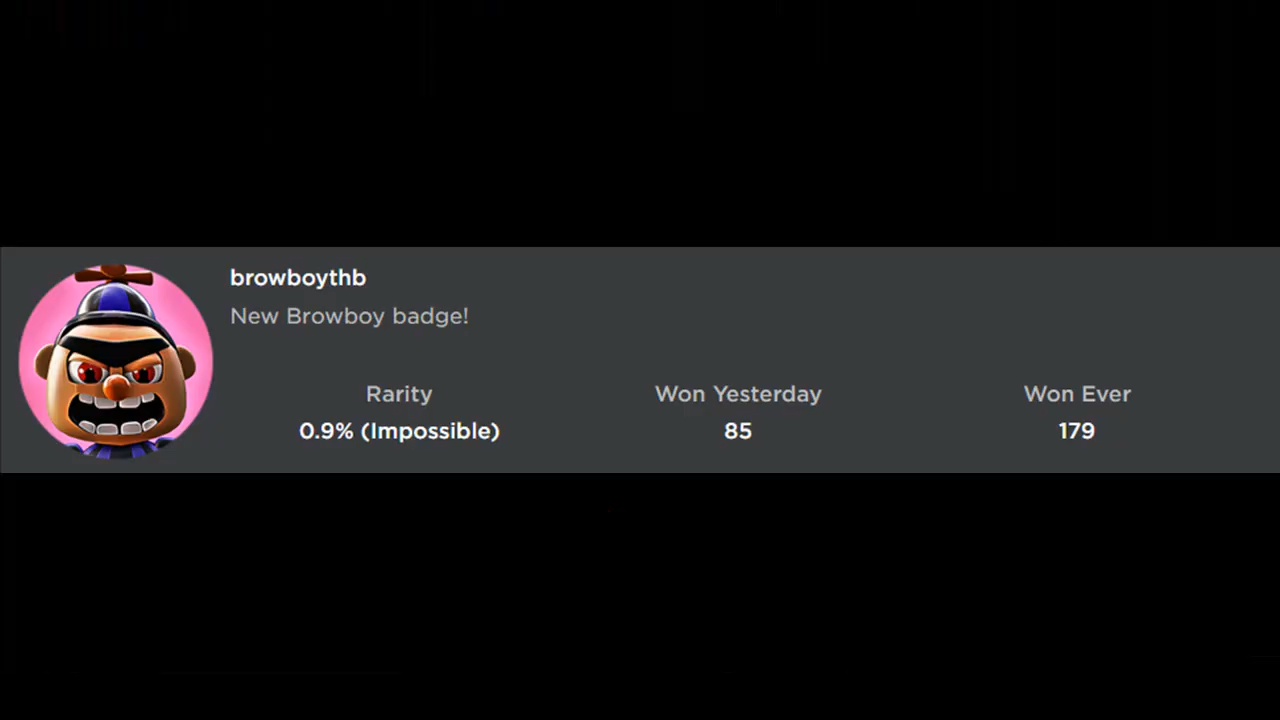 browboythb
New Browboy badge!
Rarity
Won Yesterday
Won Ever
0.9% (Impossible)
85
179